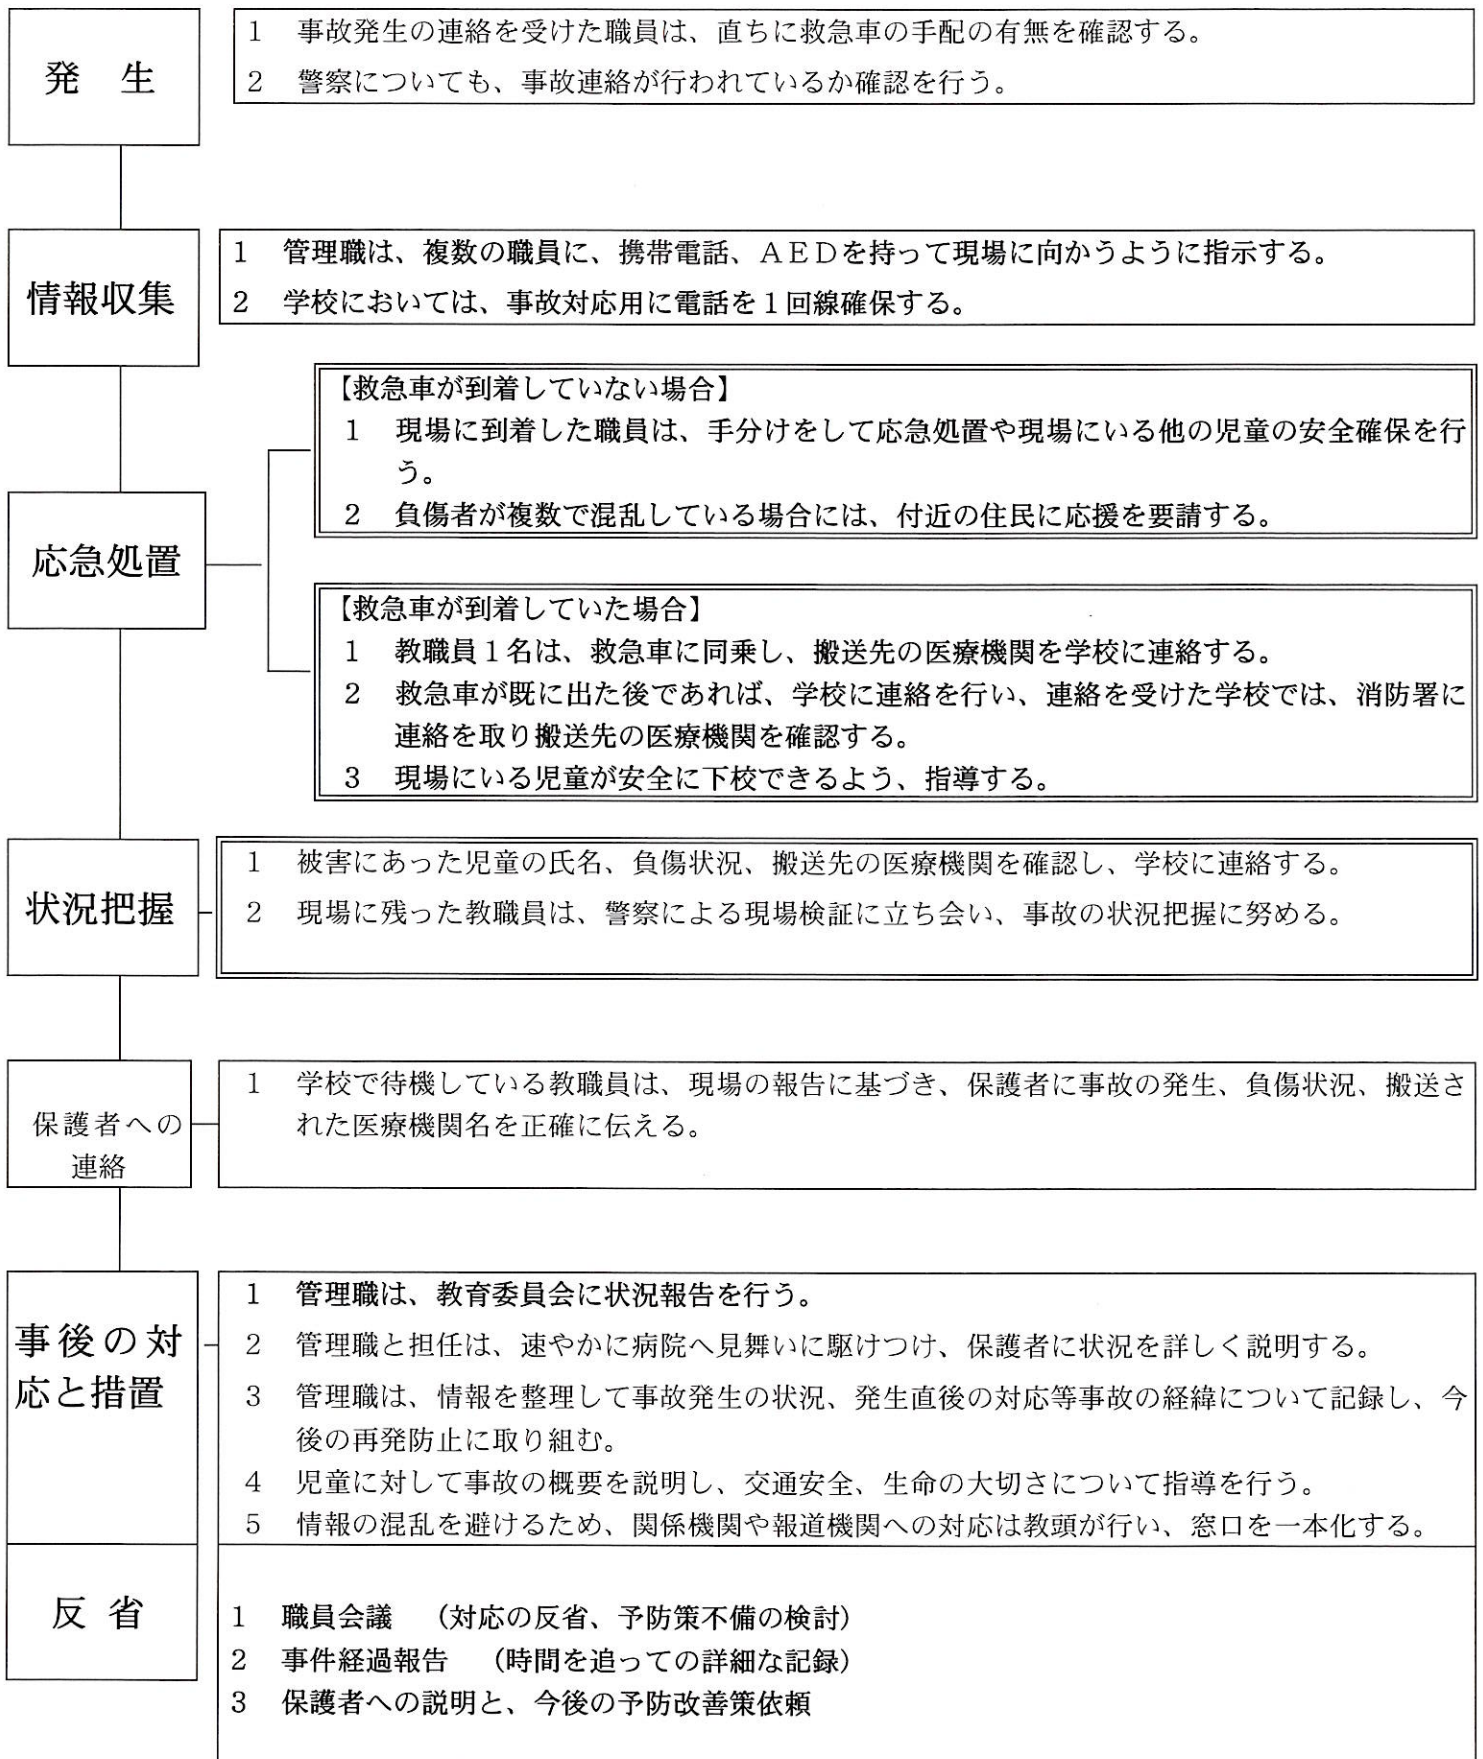 発　生
1　事故発生の連絡を受けた職員は、直ちに救急車の手配の有無を確認する。
2　警察についても、事故連絡が行われているか確認を行う。
情報収集
1　管理職は、複数の職員に、携帯電話、ＡＥＤを持って現場に向かうように指示する。
2　学校においては、事故対応用に電話を１回線確保する。
応急処置
【救急車が到着していない場合】
1　現場に到着した職員は、手分けをして応急処置や現場にいる他の児童の安全確保を行
う。
2　負傷者が複数で混乱している場合には、付近の住民に応援を要請する。
【救急車が到着していた場合】
1　教職員１名は、救急車に同乗し、搬送先の医療機関を学校に連絡する。
2　救急車が既に出た後であれば、学校に連絡を行い、連絡を受けた学校では、消防署に
連絡を取り搬送先の医療機関を確認する。
3　現場にいる児童が安全に下校できるよう、指導する。
状況把握
1　被害にあった児童の氏名、負傷状況、搬送先の医療機関を確認し、学校に連絡する。
2　現場に残った教職員は、警察による現場検証に立ち会い、事故の状況把握に努める。
保護者への
連絡
1　学校で待機している教職員は、現場の報告に基づき、保護者に事故の発生、負傷状況、搬送さ
れた医療機関名を正確に伝える。
事後の対
応と措置
1　管理職は、教育委員会に状況報告を行う。
2　管理職と担任は、速やかに病院へ見舞いに駆けつけ、保護者に状況を詳しく説明する。
3　管理職は、情報を整理して事故発生の状況、発生直後の対応等事故の経緯について記録し、今
後の再発防止に取り組む。
4　児童に対して事故の概要を説明し、交通安全、生命の大切さについて指導を行う。
5　情報の混乱を避けるため、関係機関や報道機関への対応は教頭が行い、窓口を一本化する。
反 省
1　職員会議　（対応の反省、予防策不備の検討）
2　事件経過報告　（時間を追っての詳細な記録）
3　保護者への説明と、今後の予防改善策依頼